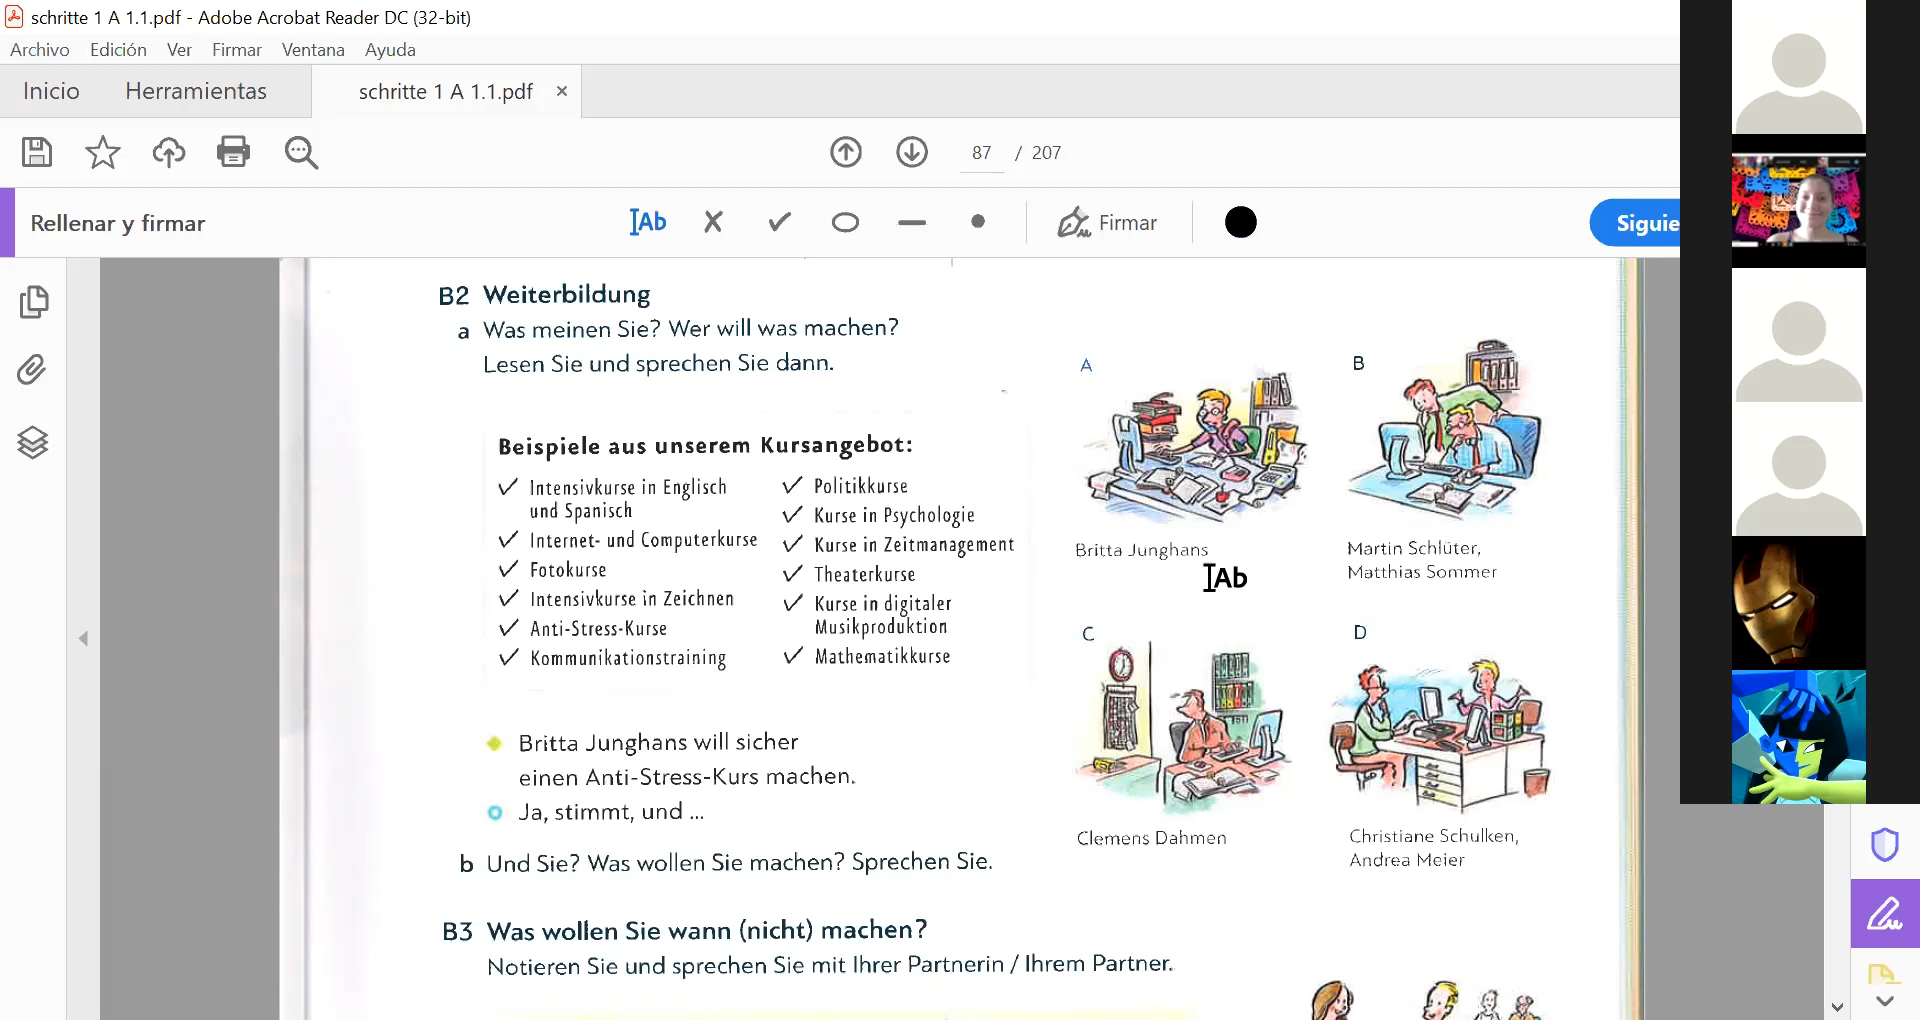 schritte 1 A 1.1.pdf - Adobe Acrobat Reader DC (32-bit)
Archivo Edición Ver Firmar Ventana Ayuda
Inicio Herramientas schritte 1 A 1.1.pdf ×
87 / 207
Rellenar y firmar
Ab
Firmar
Siguie
B2 Weiterbildung
a Was meinen Sie? Wer will was machen?
Lesen Sie und sprechen Sie dann.
Beispiele aus unserem Kursangebot:
✓ Intensivkurse in Englisch
und Spanisch
✓ Internet- und Computerkurse
✓ Fotokurse
✓ Intensivkurse in Zeichnen
✓ Anti-Stress-Kurse
✓ Kommunikationstraining
✓ Politikkurse
✓ Kurse in Psychologie
✓ Kurse in Zeitmanagement
✓ Theaterkurse
✓ Kurse in digitaler
Musikproduktion
✓ Mathematikkurse
A
Britta Junghans
Ab
B
Martin Schlüter,
Matthias Sommer
C
Clemens Dahmen
D
Christiane Schulken,
Andrea Meier
Britta Junghans will sicher
einen Anti-Stress-Kurs machen.
Ja, stimmt, und ...
b Und Sie? Was wollen Sie machen? Sprechen Sie.
B3 Was wollen Sie wann (nicht) machen?
Notieren Sie und sprechen Sie mit Ihrer Partnerin / Ihrem Partner.